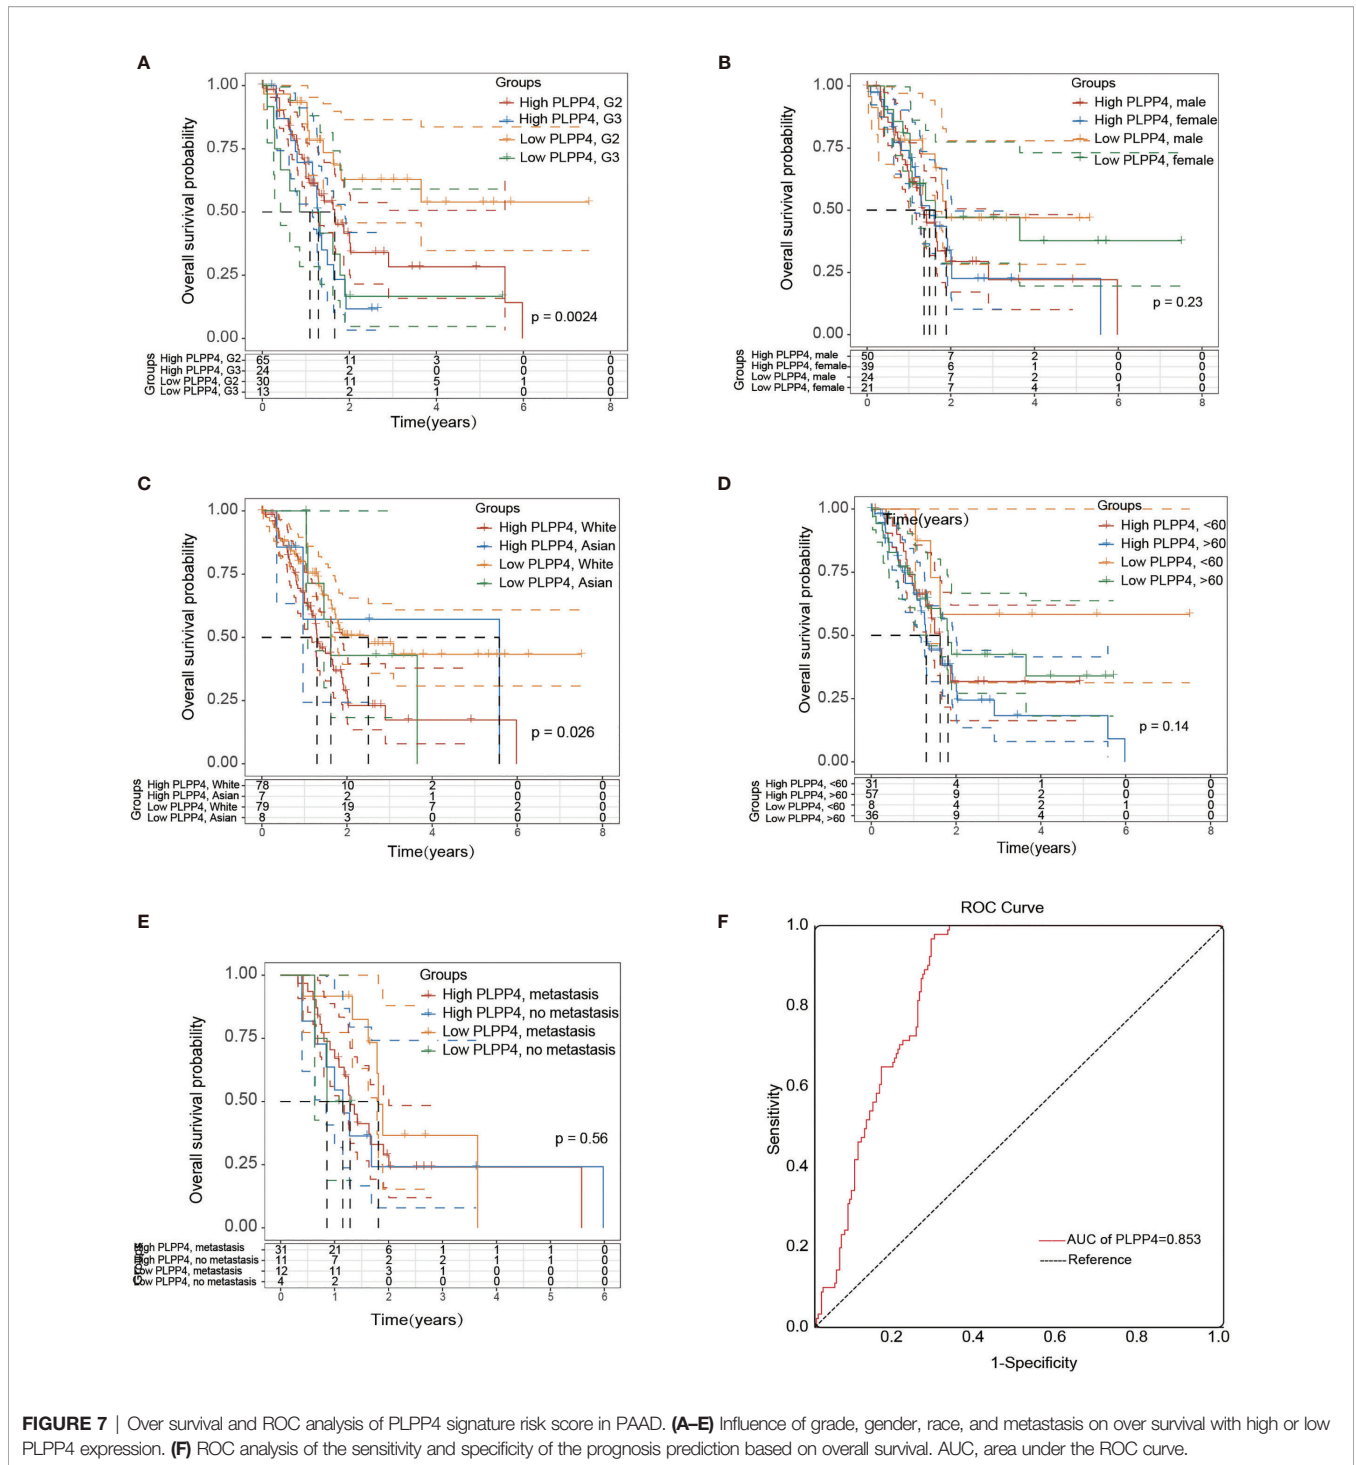 A
Groups
High PLPP4, G2
High PLPP4, G3
Low PLPP4, G2
Low PLPP4, G3
Overall survival probability
1.00
0.75
0.50
0.25
0.00
p = 0.0024
Groups
High PLPP4, G2 65 11 3 0 0
High PLPP4, G3 24 2 0 0 0
Low PLPP4, G2 30 11 5 1 0
Low PLPP4, G3 13 2 1 0 0
0 2 4 6 8
Time(years)
B
Groups
High PLPP4, male
High PLPP4, female
Low PLPP4, male
Low PLPP4, female
Overall survival probability
1.00
0.75
0.50
0.25
0.00
p = 0.23
Groups
High PLPP4, male 50 7 2 0 0
High PLPP4, female 39 6 1 0 0
Low PLPP4, male 24 7 2 0 0
Low PLPP4, female 21 7 4 1 0
0 2 4 6 8
Time(years)
C
Groups
High PLPP4, White
High PLPP4, Asian
Low PLPP4, White
Low PLPP4, Asian
Overall survival probability
1.00
0.75
0.50
0.25
0.00
p = 0.026
Groups
High PLPP4, White 78 10 2 0 0
High PLPP4, Asian 7 2 1 0 0
Low PLPP4, White 79 19 7 2 0
Low PLPP4, Asian 8 3 0 0 0
0 2 4 6 8
Time(years)
D
Groups
High PLPP4, <60
High PLPP4, >60
Low PLPP4, <60
Low PLPP4, >60
Overall survival probability
1.00
0.75
0.50
0.25
0.00
p = 0.14
Groups
High PLPP4, <60 31 4 1 0 0
High PLPP4, >60 57 9 2 0 0
Low PLPP4, <60 8 4 2 1 0
Low PLPP4, >60 36 9 4 0 0
0 2 4 6 8
Time(years)
E
Groups
High PLPP4, metastasis
High PLPP4, no metastasis
Low PLPP4, metastasis
Low PLPP4, no metastasis
Overall survival probability
1.00
0.75
0.50
0.25
0.00
p = 0.56
Groups
High PLPP4, metastasis 31 21 6 1 1 1 0
High PLPP4, no metastasis 11 7 2 2 1 1 0
Low PLPP4, metastasis 12 11 3 1 0 0 0
Low PLPP4, no metastasis 4 2 0 0 0 0 0
0 1 2 3 4 5 6
Time(years)
F
ROC Curve
Sensitivity
1.0
0.8
0.6
0.4
0.2
0.0
AUC of PLPP4=0.853
Reference
0.2 0.4 0.6 0.8 1.0
1-Specificity
FIGURE 7 | Over survival and ROC analysis of PLPP4 signature risk score in PAAD. (A–E) Influence of grade, gender, race, and metastasis on over survival with high or low
PLPP4 expression. (F) ROC analysis of the sensitivity and specificity of the prognosis prediction based on overall survival. AUC, area under the ROC curve.